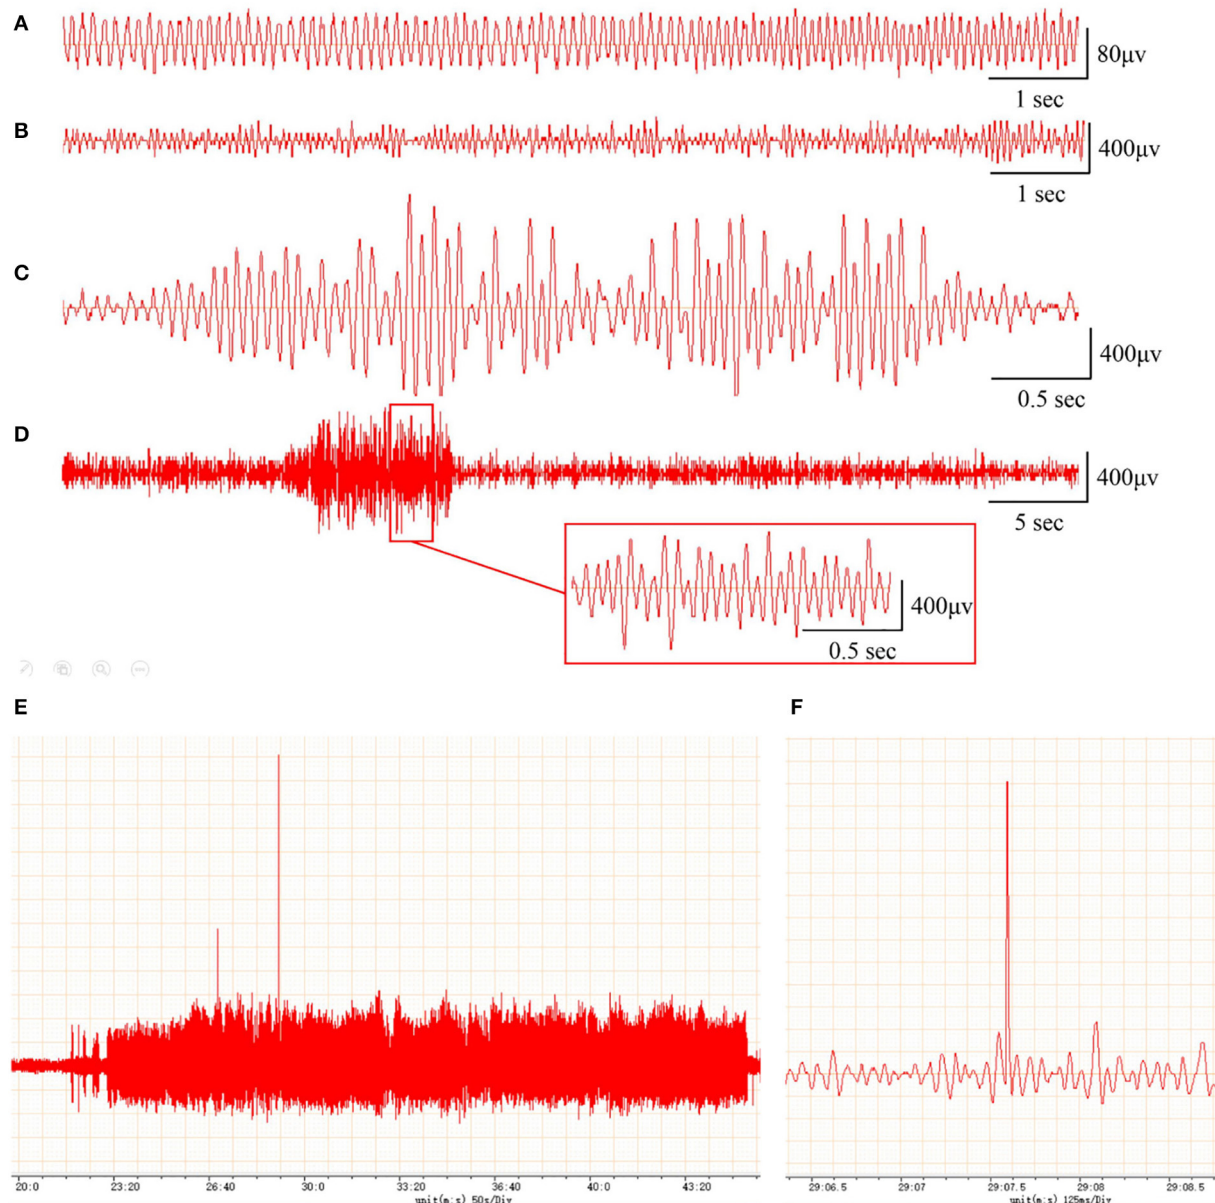 A
80μv
1 sec
B
400μv
1 sec
C
400μv
0.5 sec
D
400μv
5 sec
400μv
0.5 sec
E
F
20:0 23:20 26:40 30:0 33:20 36:40 40:0 43:20
unit(m:s) 50s/Div
29:06.5 29:07 29:07.5 29:08 29:08.5
unit(m:s) 125ms/Div